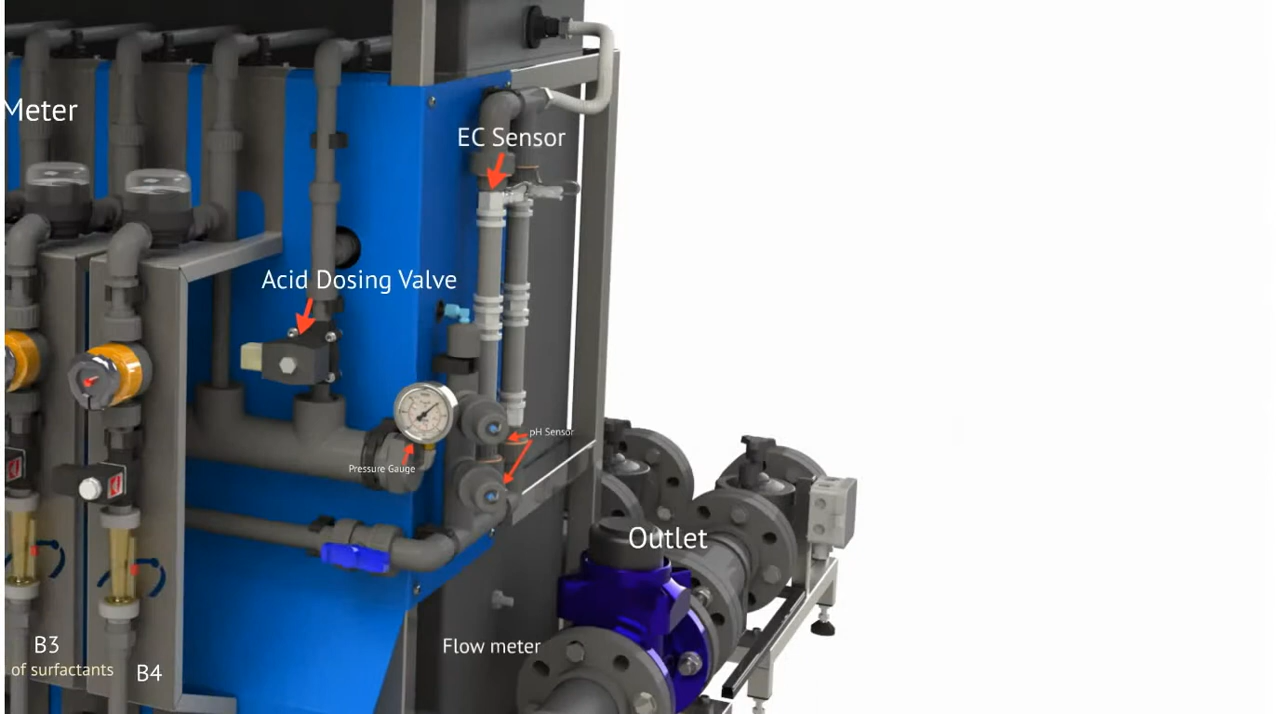 Meter
EC Sensor
Acid Dosing Valve
pH Sensor
Pressure Gauge
Outlet
Flow meter
B3
of surfactants
B4